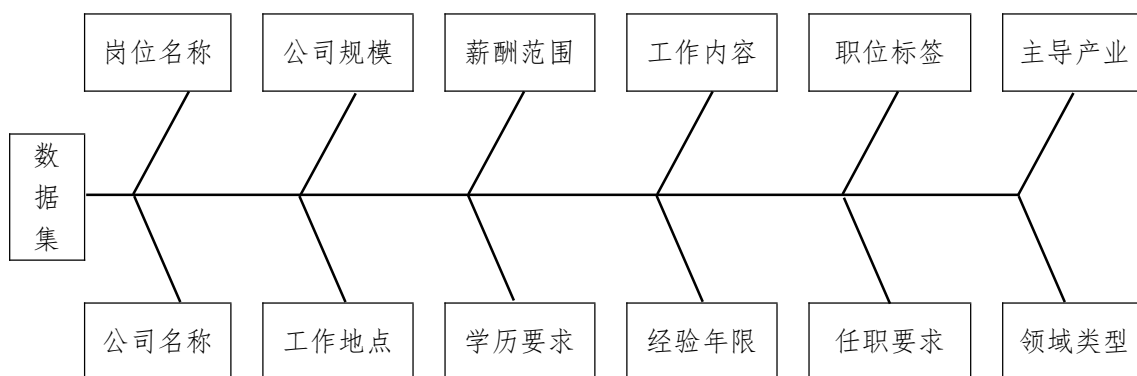 岗位名称
公司规模
薪酬范围
工作内容
职位标签
主导产业
数
据
集
公司名称
工作地点
学历要求
经验年限
任职要求
领域类型